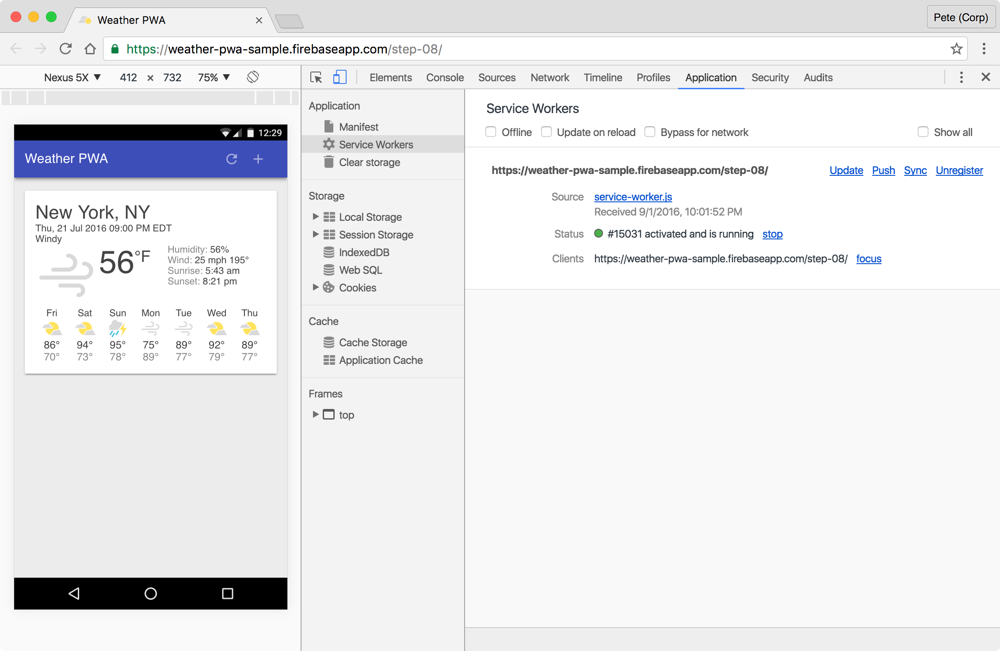 Weather PWA
Pete (Corp)
https://weather-pwa-sample.firebaseapp.com/step-08/
Nexus 5X 412 × 732 75%
Elements Console Sources Network Timeline Profiles Application Security Audits
12:29
Weather PWA
New York, NY
Thu, 21 Jul 2016 09:00 PM EDT
Windy
56°F
Humidity: 56%
Wind: 25 mph 195°
Sunrise: 5:43 am
Sunset: 8:21 pm
Fri Sat Sun Mon Tue Wed Thu
86° 94° 95° 75° 89° 92° 89°
70° 73° 78° 89° 77° 79° 77°
Application
Manifest
Service Workers
Clear storage
Storage
Local Storage
Session Storage
IndexedDB
Web SQL
Cookies
Cache
Cache Storage
Application Cache
Frames
top
Service Workers
Offline Update on reload Bypass for network Show all
https://weather-pwa-sample.firebaseapp.com/step-08/ Update Push Sync Unregister
Source service-worker.js
Received 9/1/2016, 10:01:52 PM
Status #15031 activated and is running stop
Clients https://weather-pwa-sample.firebaseapp.com/step-08/ focus